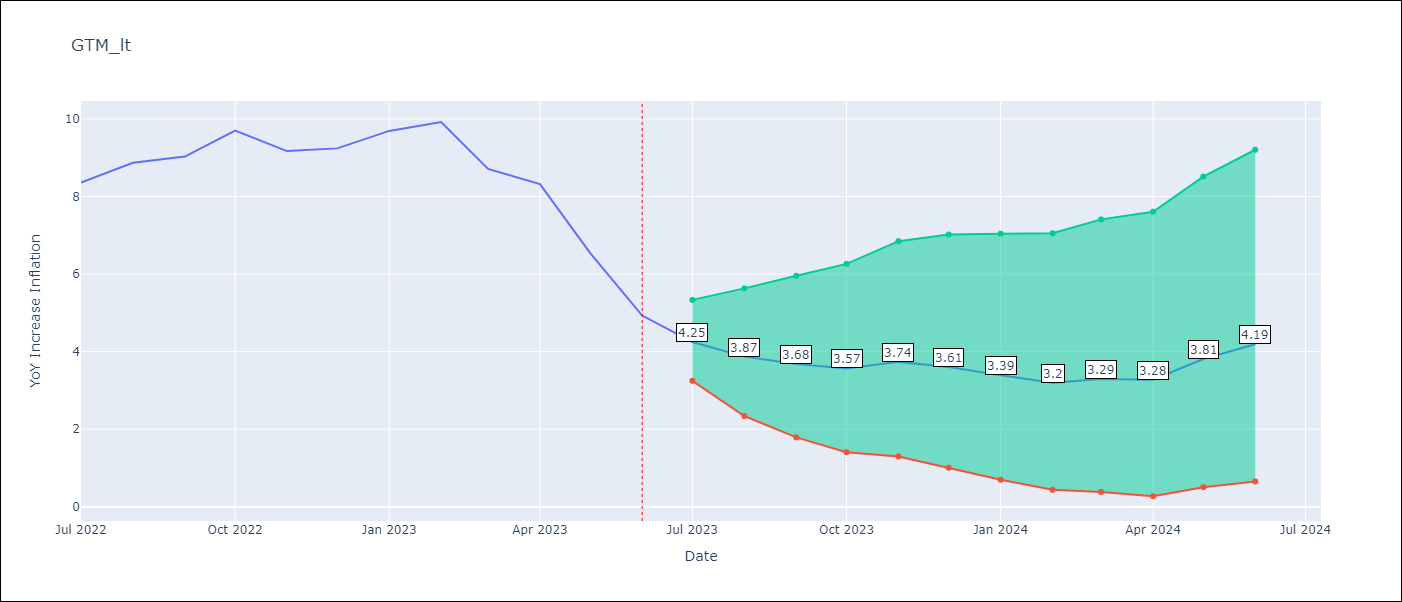 GTM_lt
YoY Increase Inflation
10
8
6
4
2
0
4.25
3.87
3.68
3.57
3.74
3.61
3.39
3.2
3.29
3.28
3.81
4.19
Jul 2022
Oct 2022
Jan 2023
Apr 2023
Jul 2023
Oct 2023
Jan 2024
Apr 2024
Jul 2024
Date